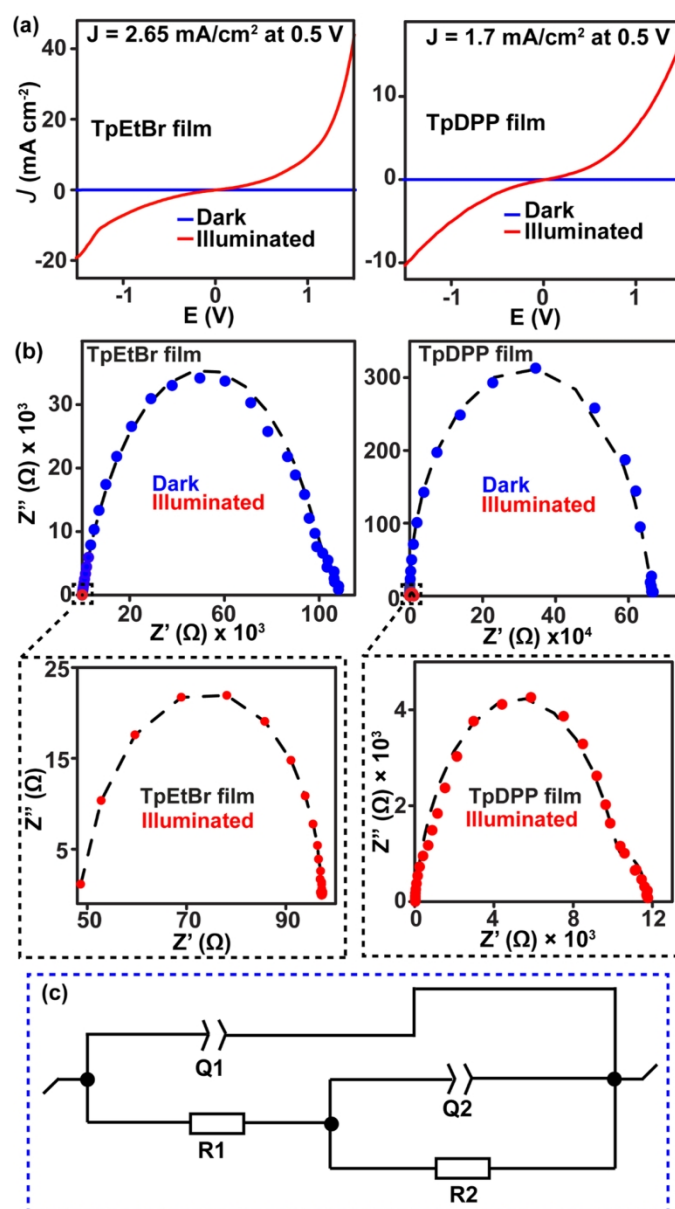 (a)
J = 2.65 mA/cm² at 0.5 V
TpEtBr film
J (mA cm⁻²)
40
20
0
-20
Dark
Illuminated
-1 0 1
E (V)
J = 1.7 mA/cm² at 0.5 V
TpDPP film
10
0
-10
Dark
Illuminated
-1 0 1
E (V)
(b)
TpEtBr film
Z'' (Ω) x 10³
30
20
10
0
Dark
Illuminated
20 60 100
Z' (Ω) x 10³
TpDPP film
300
200
100
0
Dark
Illuminated
0 20 40 60
Z' (Ω) x10⁴
Z'' (Ω)
25
15
5
TpEtBr film
Illuminated
50 70 90
Z' (Ω)
Z'' (Ω) × 10³
4
2
0
TpDPP film
Illuminated
0 4 8 12
Z' (Ω) × 10³
(c)
Q1
Q2
R1
R2